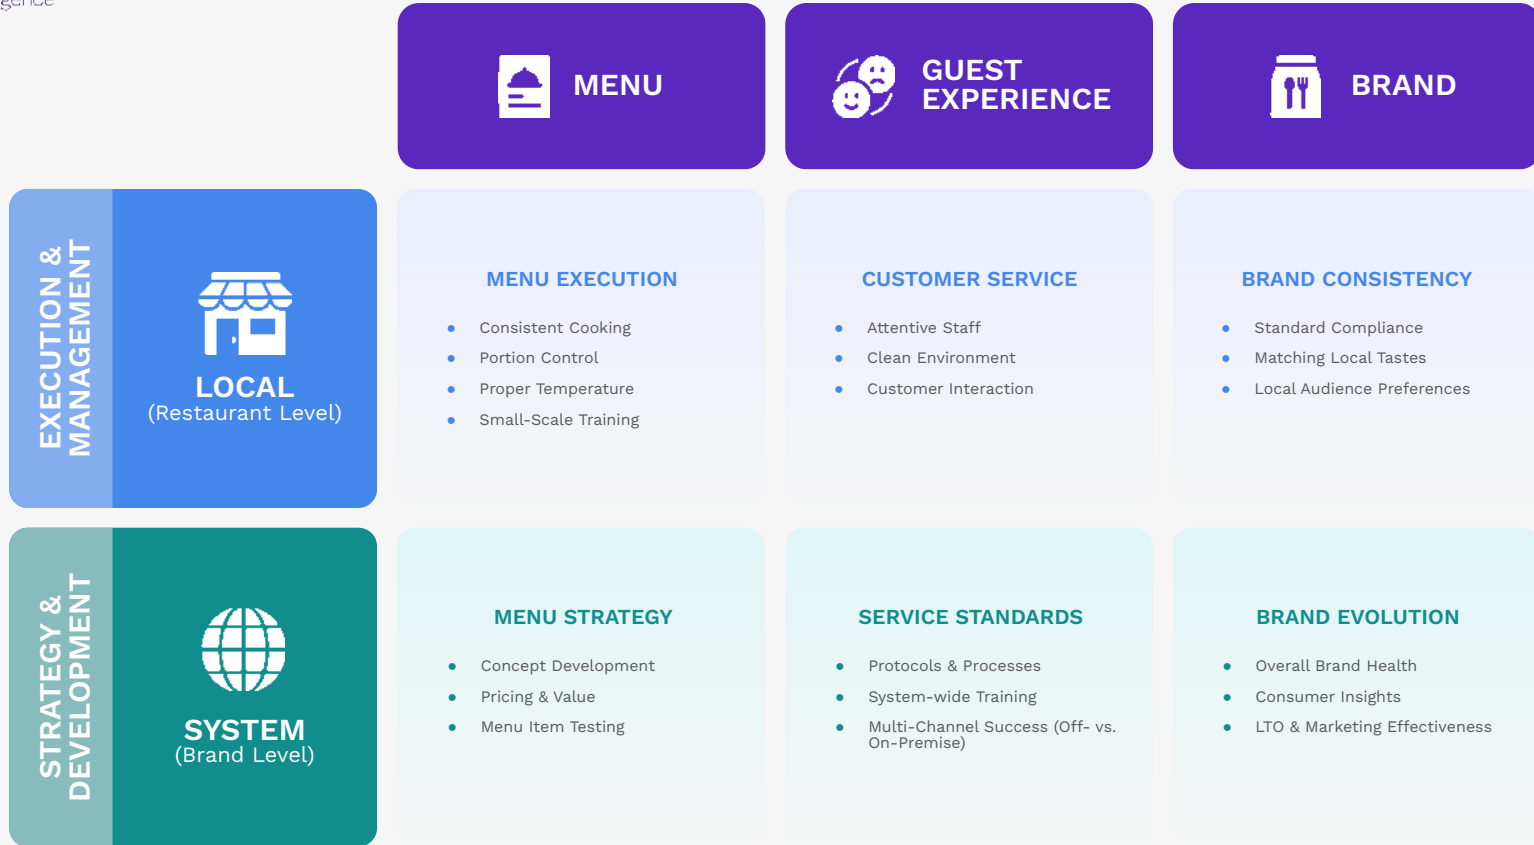 MENU
GUEST
EXPERIENCE
BRAND
EXECUTION &
MANAGEMENT
LOCAL
(Restaurant Level)
MENU EXECUTION
Consistent Cooking
Portion Control
Proper Temperature
Small-Scale Training
CUSTOMER SERVICE
Attentive Staff
Clean Environment
Customer Interaction
BRAND CONSISTENCY
Standard Compliance
Matching Local Tastes
Local Audience Preferences
STRATEGY &
DEVELOPMENT
SYSTEM
(Brand Level)
MENU STRATEGY
Concept Development
Pricing & Value
Menu Item Testing
SERVICE STANDARDS
Protocols & Processes
System-wide Training
Multi-Channel Success (Off- vs.
On-Premise)
BRAND EVOLUTION
Overall Brand Health
Consumer Insights
LTO & Marketing Effectiveness